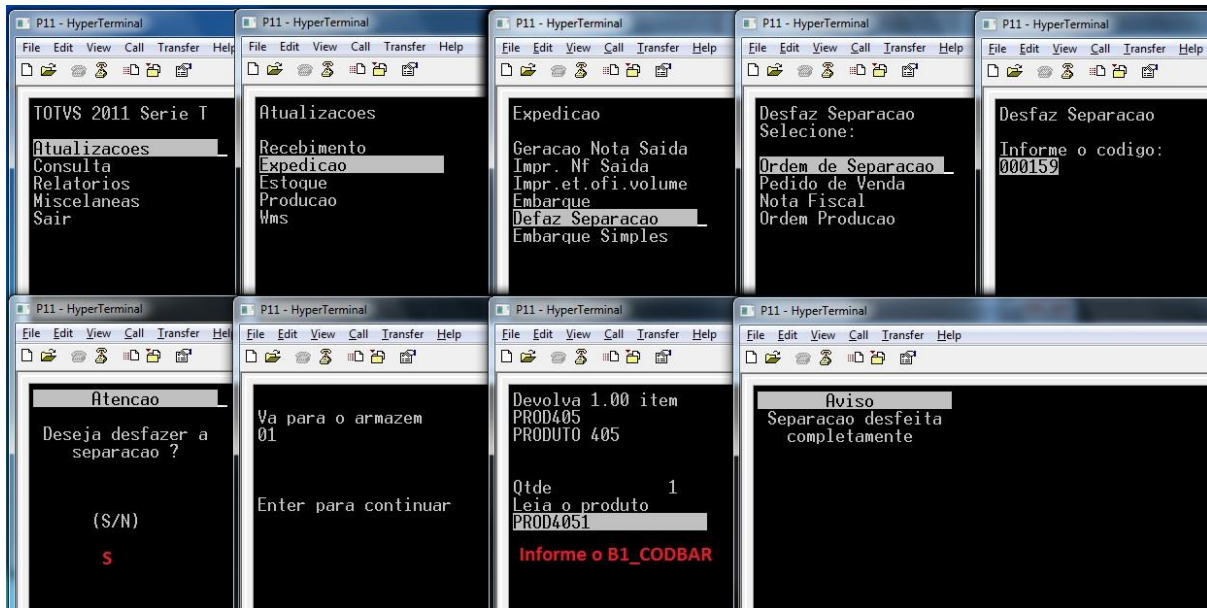 P11 - HyperTerminal
File Edit View Call Transfer Help
TOTVS 2011 Serie T
Atualizacoes
Consulta
Relatorios
Miscelaneas
Sair
P11 - HyperTerminal
File Edit View Call Transfer Help
Atualizacoes
Recebimento
Expedicao
Estoque
Producao
Wms
P11 - HyperTerminal
File Edit View Call Transfer Help
Expedicao
Geracao Nota Saida
Impr. Nf Saida
Impr.et.ofi.volume
Embarque
Defaz Separacao
Embarque Simples
P11 - HyperTerminal
File Edit View Call Transfer Help
Desfaz Separacao
Selecione:
Ordem de Separacao
Pedido de Venda
Nota Fiscal
Ordem Producao
P11 - HyperTerminal
File Edit View Call Transfer Help
Desfaz Separacao
Informe o codigo:
000159
P11 - HyperTerminal
File Edit View Call Transfer Hel
Atencao
Deseja desfazer a
separacao ?
(S/N)
S
P11 - HyperTerminal
File Edit View Call Transfer Help
Va para o armazem
01
Enter para continuar
P11 - HyperTerminal
File Edit View Call Transfer Help
Devolva 1.00 item
PROD405
PRODUTO 405
Qtde 1
Leia o produto
PROD4051
Informe o B1_CODBAR
P11 - HyperTerminal
File Edit View Call Transfer Help
Aviso
Separacao desfeita
completamente